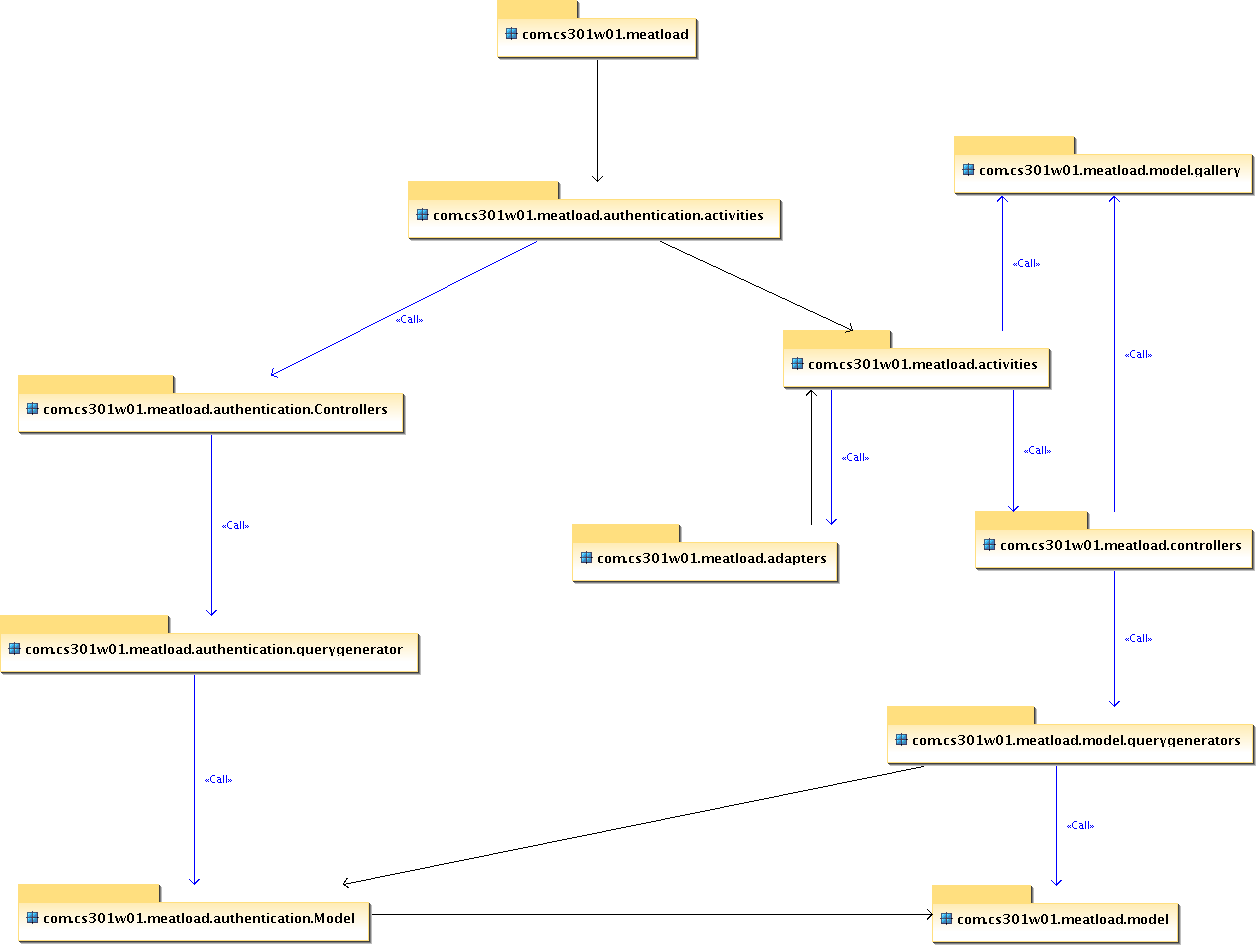 com.cs301w01.meatload
com.cs301w01.meatload.model.gallery
com.cs301w01.meatload.authentication.activities
«Call»
«Call»
«Call»
com.cs301w01.meatload.activities
com.cs301w01.meatload.authentication.Controllers
«Call»
«Call»
«Call»
com.cs301w01.meatload.controllers
com.cs301w01.meatload.adapters
«Call»
com.cs301w01.meatload.authentication.querygenerator
com.cs301w01.meatload.model.querygenerators
«Call»
«Call»
com.cs301w01.meatload.authentication.Model
com.cs301w01.meatload.model